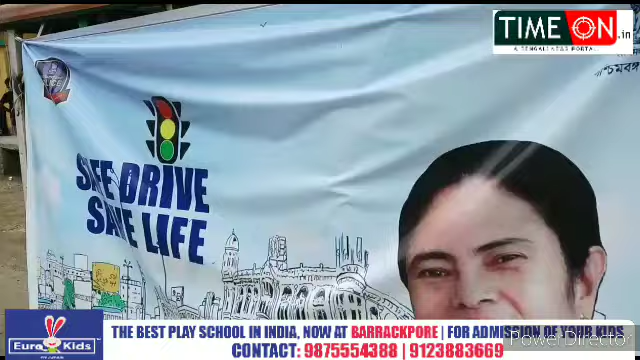 TIME ON .in
A BENGALI NEWS PORTAL
SAFE DRIVE
SAVE LIFE
Euro Kids
THE BEST PLAY SCHOOL IN INDIA, NOW AT BARRACKPORE | FOR ADMISSION OF YOUR KIDS
CONTACT: 9875554388 | 9123883669
PowerDirector